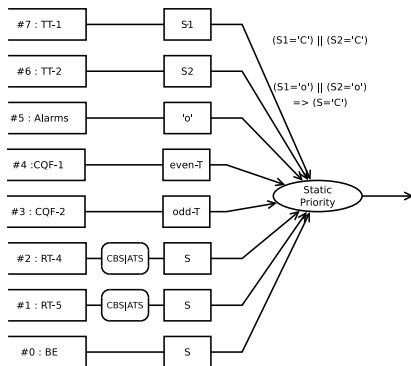 #7 : TT-1
S1
(S1='C') || (S2='C')
#6 : TT-2
S2
(S1='o') || (S2='o')
=> (S='C')
#5 : Alarms
'o'
#4 :CQF-1
even-T
Static
Priority
#3 : CQF-2
odd-T
#2 : RT-4
CBS|ATS
S
#1 : RT-5
CBS|ATS
S
#0 : BE
S